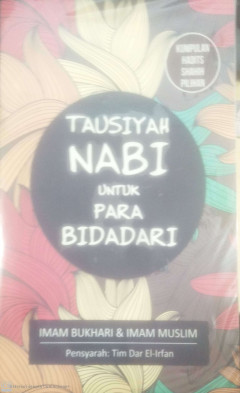 KUMPULAN
HADITS
SHAHIH
PILIHAN
TAUSIYAH
NABI
UNTUK
PARA
BIDADARI
IMAM BUKHARI & IMAM MUSLIM
Pensyarah: Tim Dar El-Irfan